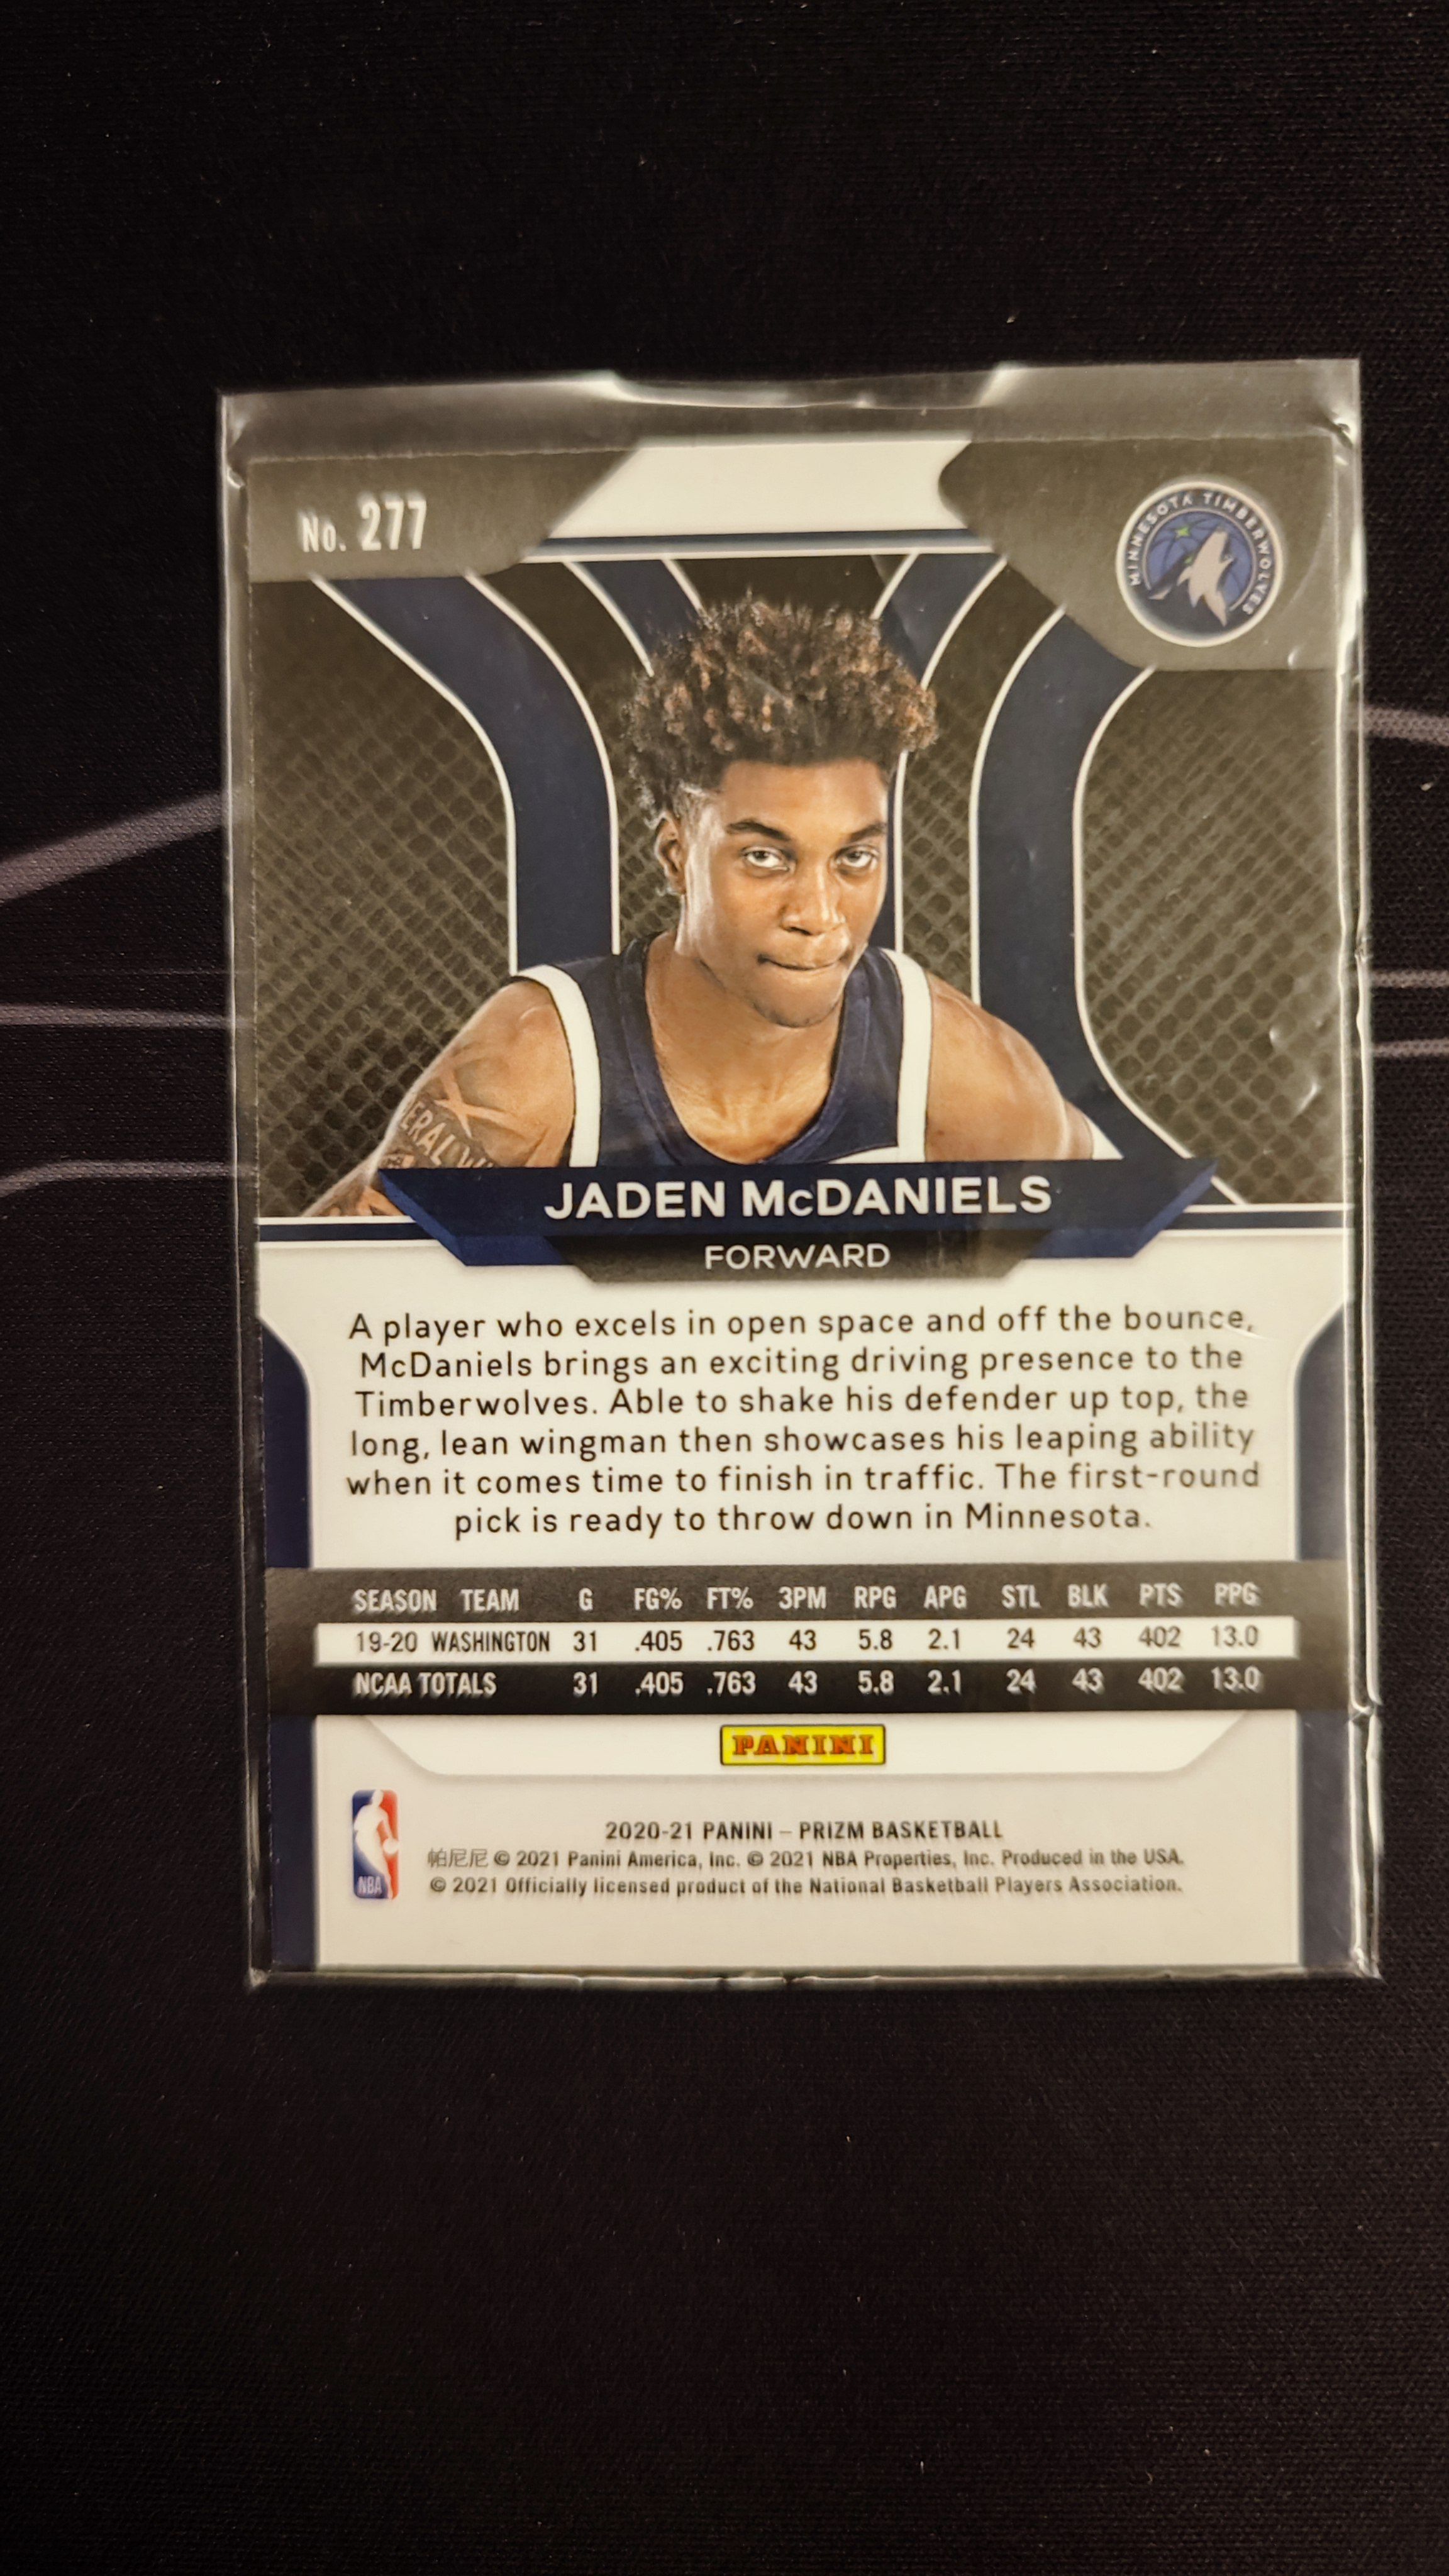 No. 277
MINNESOTA TIMBERWOLVES
ERAL W
JADEN McDANIELS
FORWARD
A player who excels in open space and off the bounce,
McDaniels brings an exciting driving presence to the
Timberwolves. Able to shake his defender up top, the
long, lean wingman then showcases his leaping ability
when it comes time to finish in traffic. The first-round
pick is ready to throw down in Minnesota.
SEASON TEAM G FG% FT% 3PM RPG APG STL BLK PTS PPG
19-20 WASHINGTON 31 .405 .763 43 5.8 2.1 24 43 402 13.0
NCAA TOTALS 31 .405 .763 43 5.8 2.1 24 43 402 13.0
PANINI
NBA
2020-21 PANINI – PRIZM BASKETBALL
帕尼尼 © 2021 Panini America, Inc. © 2021 NBA Properties, Inc. Produced in the USA.
© 2021 Officially licensed product of the National Basketball Players Association.